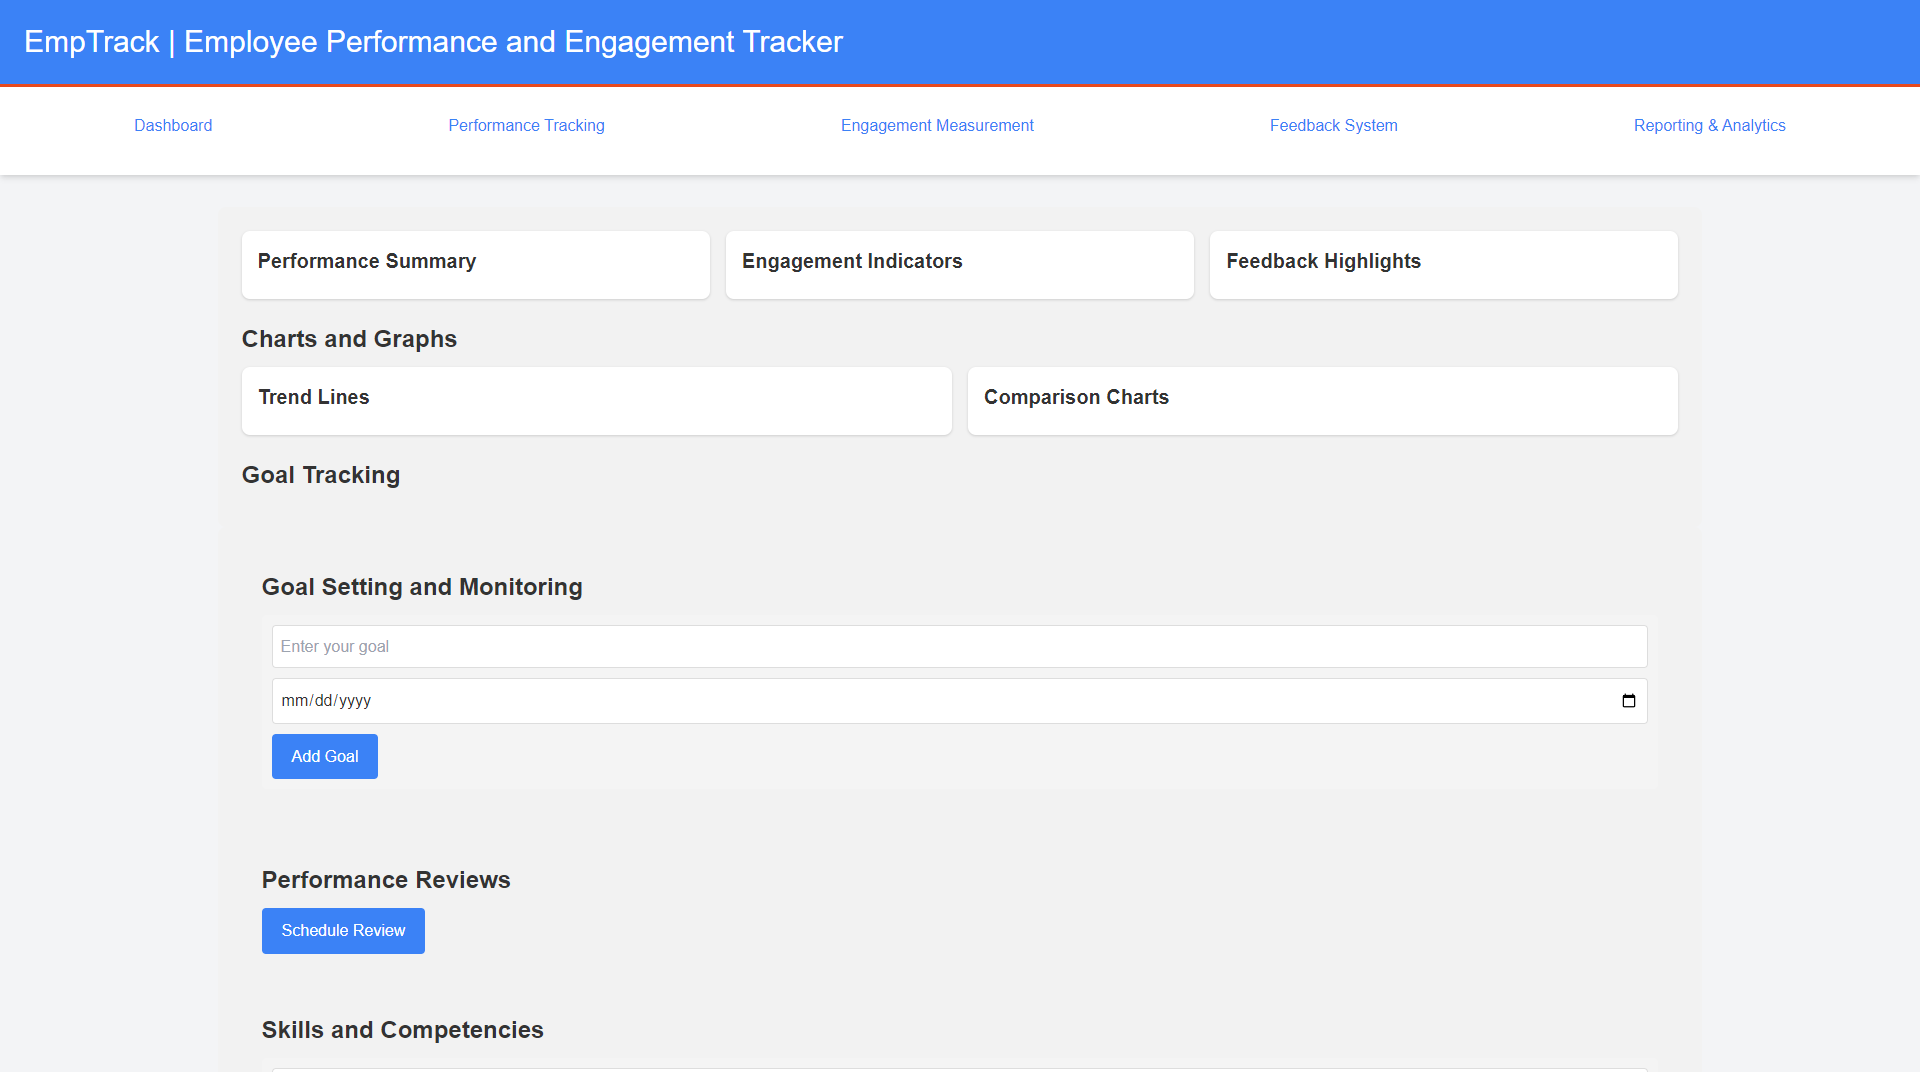 EmpTrack | Employee Performance and Engagement Tracker
Dashboard
Performance Tracking
Engagement Measurement
Feedback System
Reporting & Analytics
Performance Summary
Engagement Indicators
Feedback Highlights
Charts and Graphs
Trend Lines
Comparison Charts
Goal Tracking
Goal Setting and Monitoring
Enter your goal
mm/dd/yyyy
Add Goal
Performance Reviews
Schedule Review
Skills and Competencies